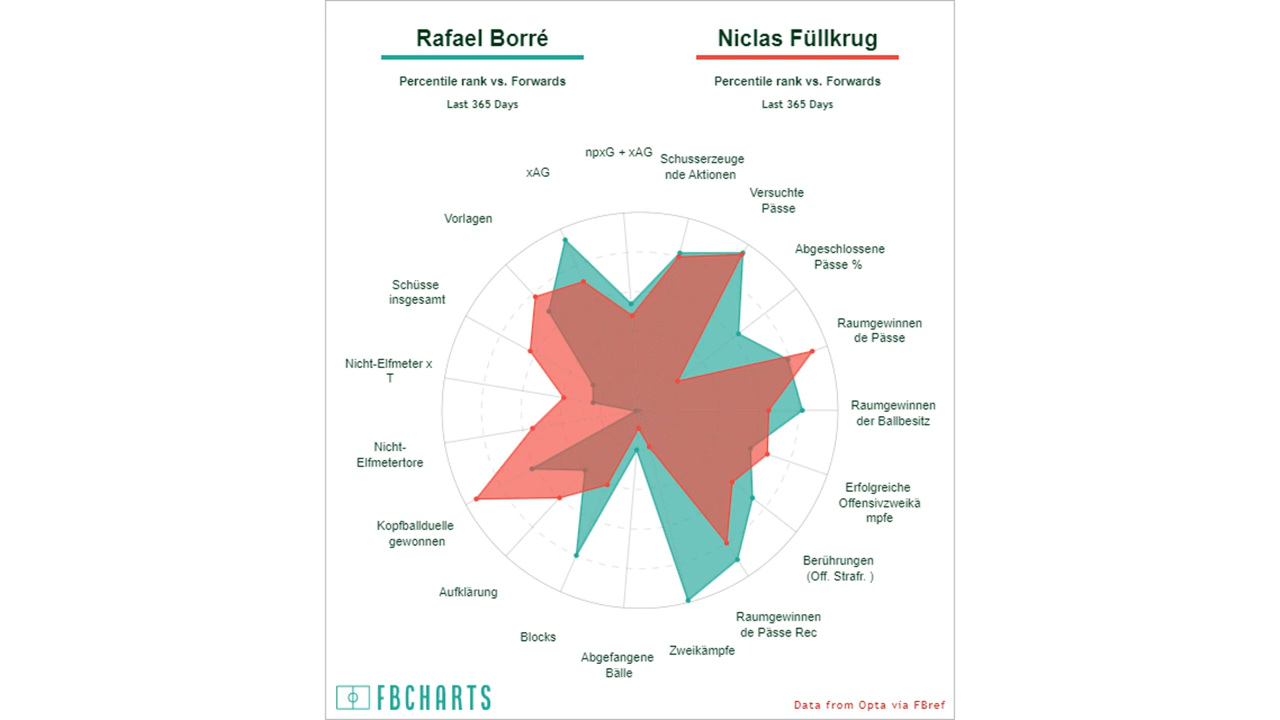 Rafael Borré
Niclas Füllkrug
Percentile rank vs. Forwards
Percentile rank vs. Forwards
Last 365 Days
Last 365 Days
npxG + xAG
Schusserzeuge
nde Aktionen
xAG
Versuchte
Pässe
Vorlagen
Abgeschlossene
Pässe %
Schüsse
insgesamt
Raumgewinnen
de Pässe
Nicht-Elfmeter x
T
Raumgewinnen
der Ballbesitz
Nicht-
Elfmetertore
Erfolgreiche
Offensivzweikä
mpfe
Kopfballduelle
gewonnen
Berührungen
(Off. Strafr. )
Aufklärung
Raumgewinnen
de Pässe Rec
Blocks
Zweikämpfe
Abgefangene
Bälle
FBCHARTS
Data from Opta via FBref